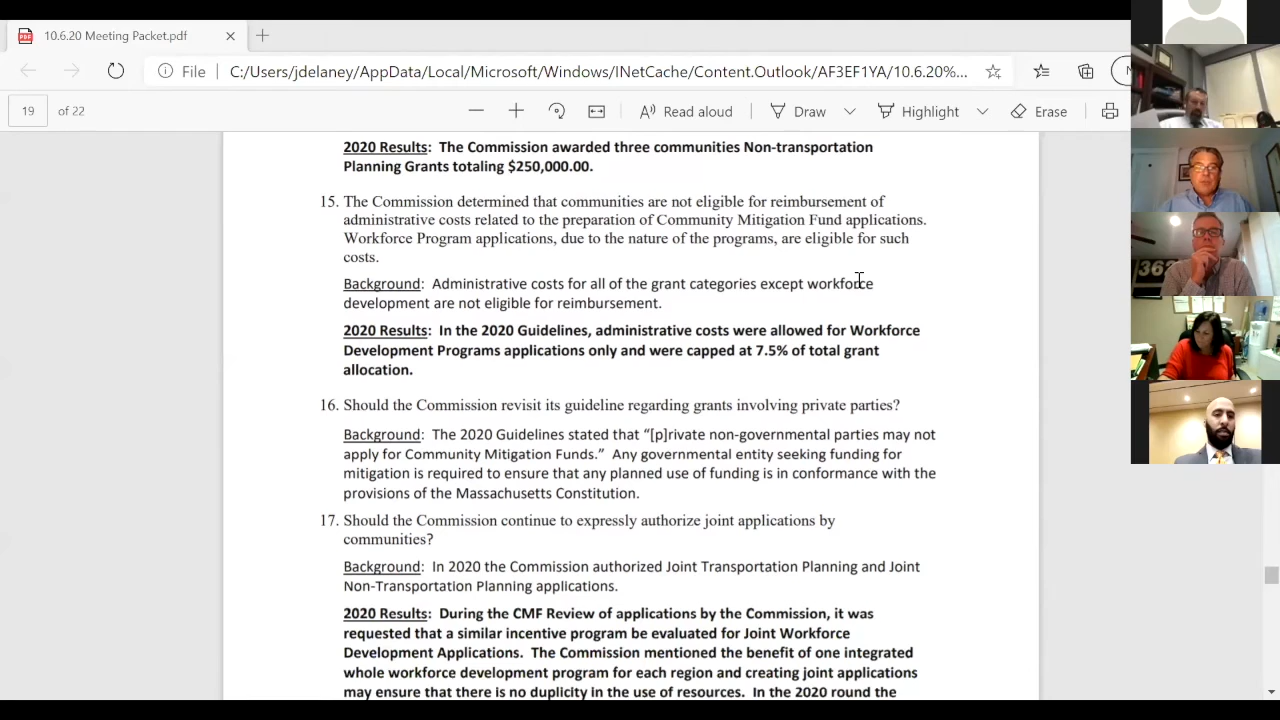 10.6.20 Meeting Packet.pdf
File
C:/Users/jdelaney/AppData/Local/Microsoft/Windows/INetCache/Content.Outlook/AF3EF1YA/10.6.20%...
19 of 22
Read aloud
Draw
Highlight
Erase
2020 Results: The Commission awarded three communities Non-transportation
Planning Grants totaling $250,000.00.
15. The Commission determined that communities are not eligible for reimbursement of
administrative costs related to the preparation of Community Mitigation Fund applications.
Workforce Program applications, due to the nature of the programs, are eligible for such
costs.
Background: Administrative costs for all of the grant categories except workforce
development are not eligible for reimbursement.
2020 Results: In the 2020 Guidelines, administrative costs were allowed for Workforce
Development Programs applications only and were capped at 7.5% of total grant
allocation.
16. Should the Commission revisit its guideline regarding grants involving private parties?
Background: The 2020 Guidelines stated that “[p]rivate non-governmental parties may not
apply for Community Mitigation Funds.” Any governmental entity seeking funding for
mitigation is required to ensure that any planned use of funding is in conformance with the
provisions of the Massachusetts Constitution.
17. Should the Commission continue to expressly authorize joint applications by
communities?
Background: In 2020 the Commission authorized Joint Transportation Planning and Joint
Non-Transportation Planning applications.
2020 Results: During the CMF Review of applications by the Commission, it was
requested that a similar incentive program be evaluated for Joint Workforce
Development Applications. The Commission mentioned the benefit of one integrated
whole workforce development program for each region and creating joint applications
may ensure that there is no duplicity in the use of resources. In the 2020 round the